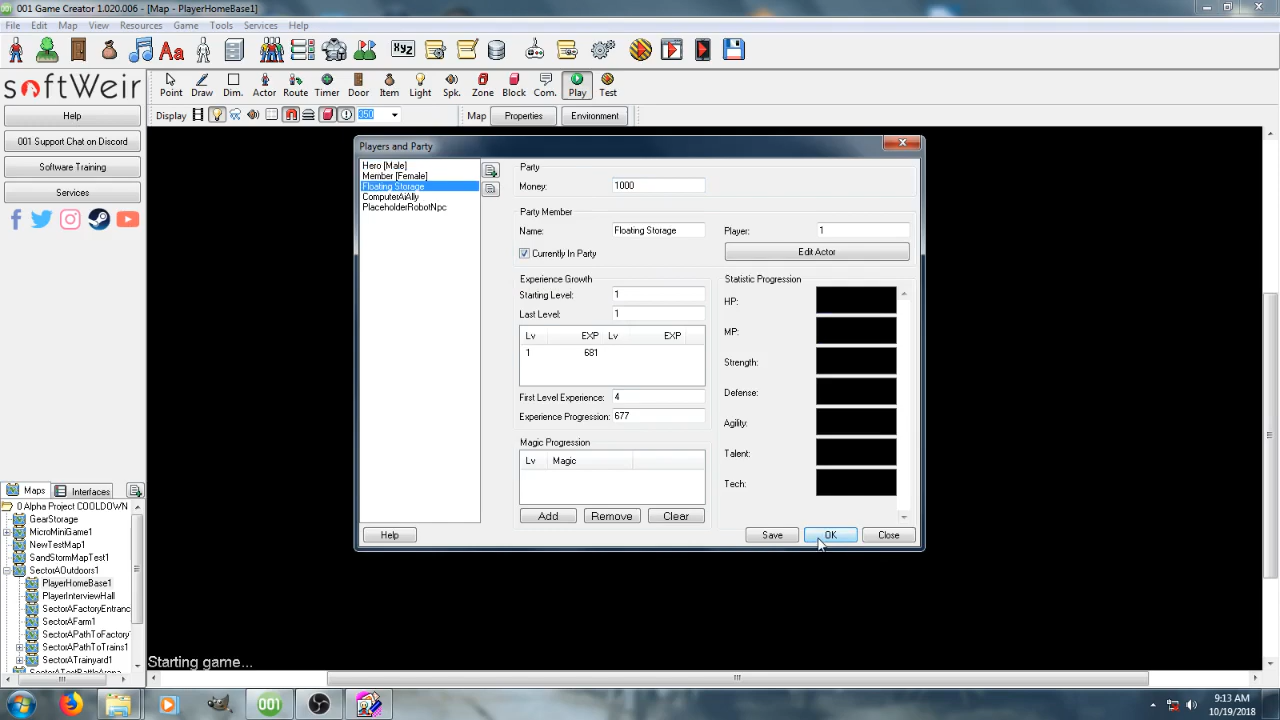 001 Game Creator 1.020.006 - [Map - PlayerHomeBase1]
File Edit Map View Resources Game Tools Services Help
Aa XYZ
softWeir
Point Draw Dim. Actor Route Timer Door Item Light Spk. Zone Block Com. Play Test
Display 360 Map Properties Environment
Help
001 Support Chat on Discord
Software Training
Services
Players and Party
Hero [Male]
Member [Female]
Floating Storage
ComputerAiAlly
PlaceholderRobotNpc
Party
Money: 1000
Party Member
Name: Floating Storage
Player: 1
Currently In Party
Edit Actor
Experience Growth
Starting Level: 1
Last Level: 1
Lv EXP Lv EXP
1 681
First Level Experience: 4
Experience Progression: 677
Magic Progression
Lv Magic
Add Remove Clear
Statistic Progression
HP:
MP:
Strength:
Defense:
Agility:
Talent:
Tech:
Help
Save OK Close
Maps Interfaces
0 Alpha Project COOLDOWN
GearStorage
MicroMiniGame1
NewTestMap1
SandStormMapTest1
SectorAOutdoors1
PlayerHomeBase1
PlayerInterviewHall
SectorAFactoryEntranc
SectorAFarm1
SectorAPathToFactory
SectorAPathToTrains1
SectorATrainyard1
SectorATestBattleArena
Starting game...
001
9:13 AM
10/19/2018